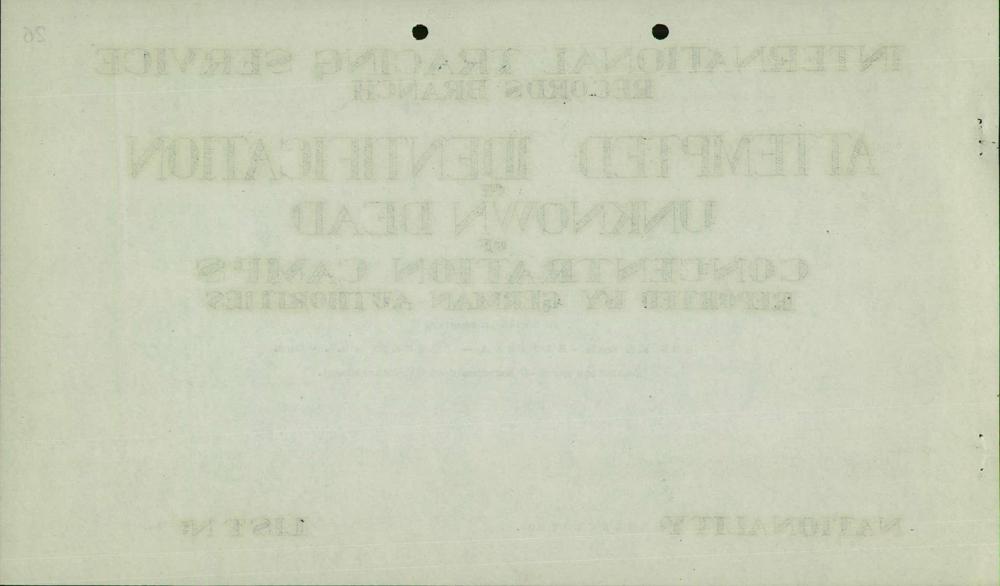 26
INTERNATIONAL TRACING SERVICE
RECORDS BRANCH
ATTEMPTED IDENTIFICATION
OF
UNKNOWN DEAD
OF
CONCENTRATION CAMPS
REPORTED BY GERMAN AUTHORITIES
NATIONALITY LIST Nº